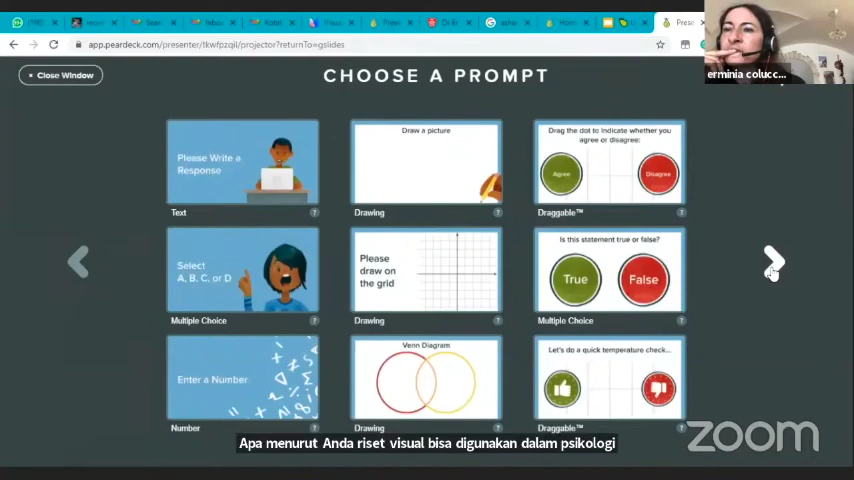 app.peardeck.com/presenter/tkwfpzqil/projector?returnTo=gslides
× Close Window
CHOOSE A PROMPT
erminia colucc...
Please Write a
Response
Text
?
Draw a picture
Drawing
?
Drag the dot to indicate whether you
agree or disagree:
Agree
Disagree
Draggable™
?
Select
A, B, C, or D
Multiple Choice
?
Please
draw on
the grid
Drawing
?
Is this statement true or false?
True
False
Multiple Choice
?
Enter a Number
Number
?
Venn Diagram
Drawing
?
Let's do a quick temperature check...
Draggable™
?
Apa menurut Anda riset visual bisa digunakan dalam psikologi
zoom